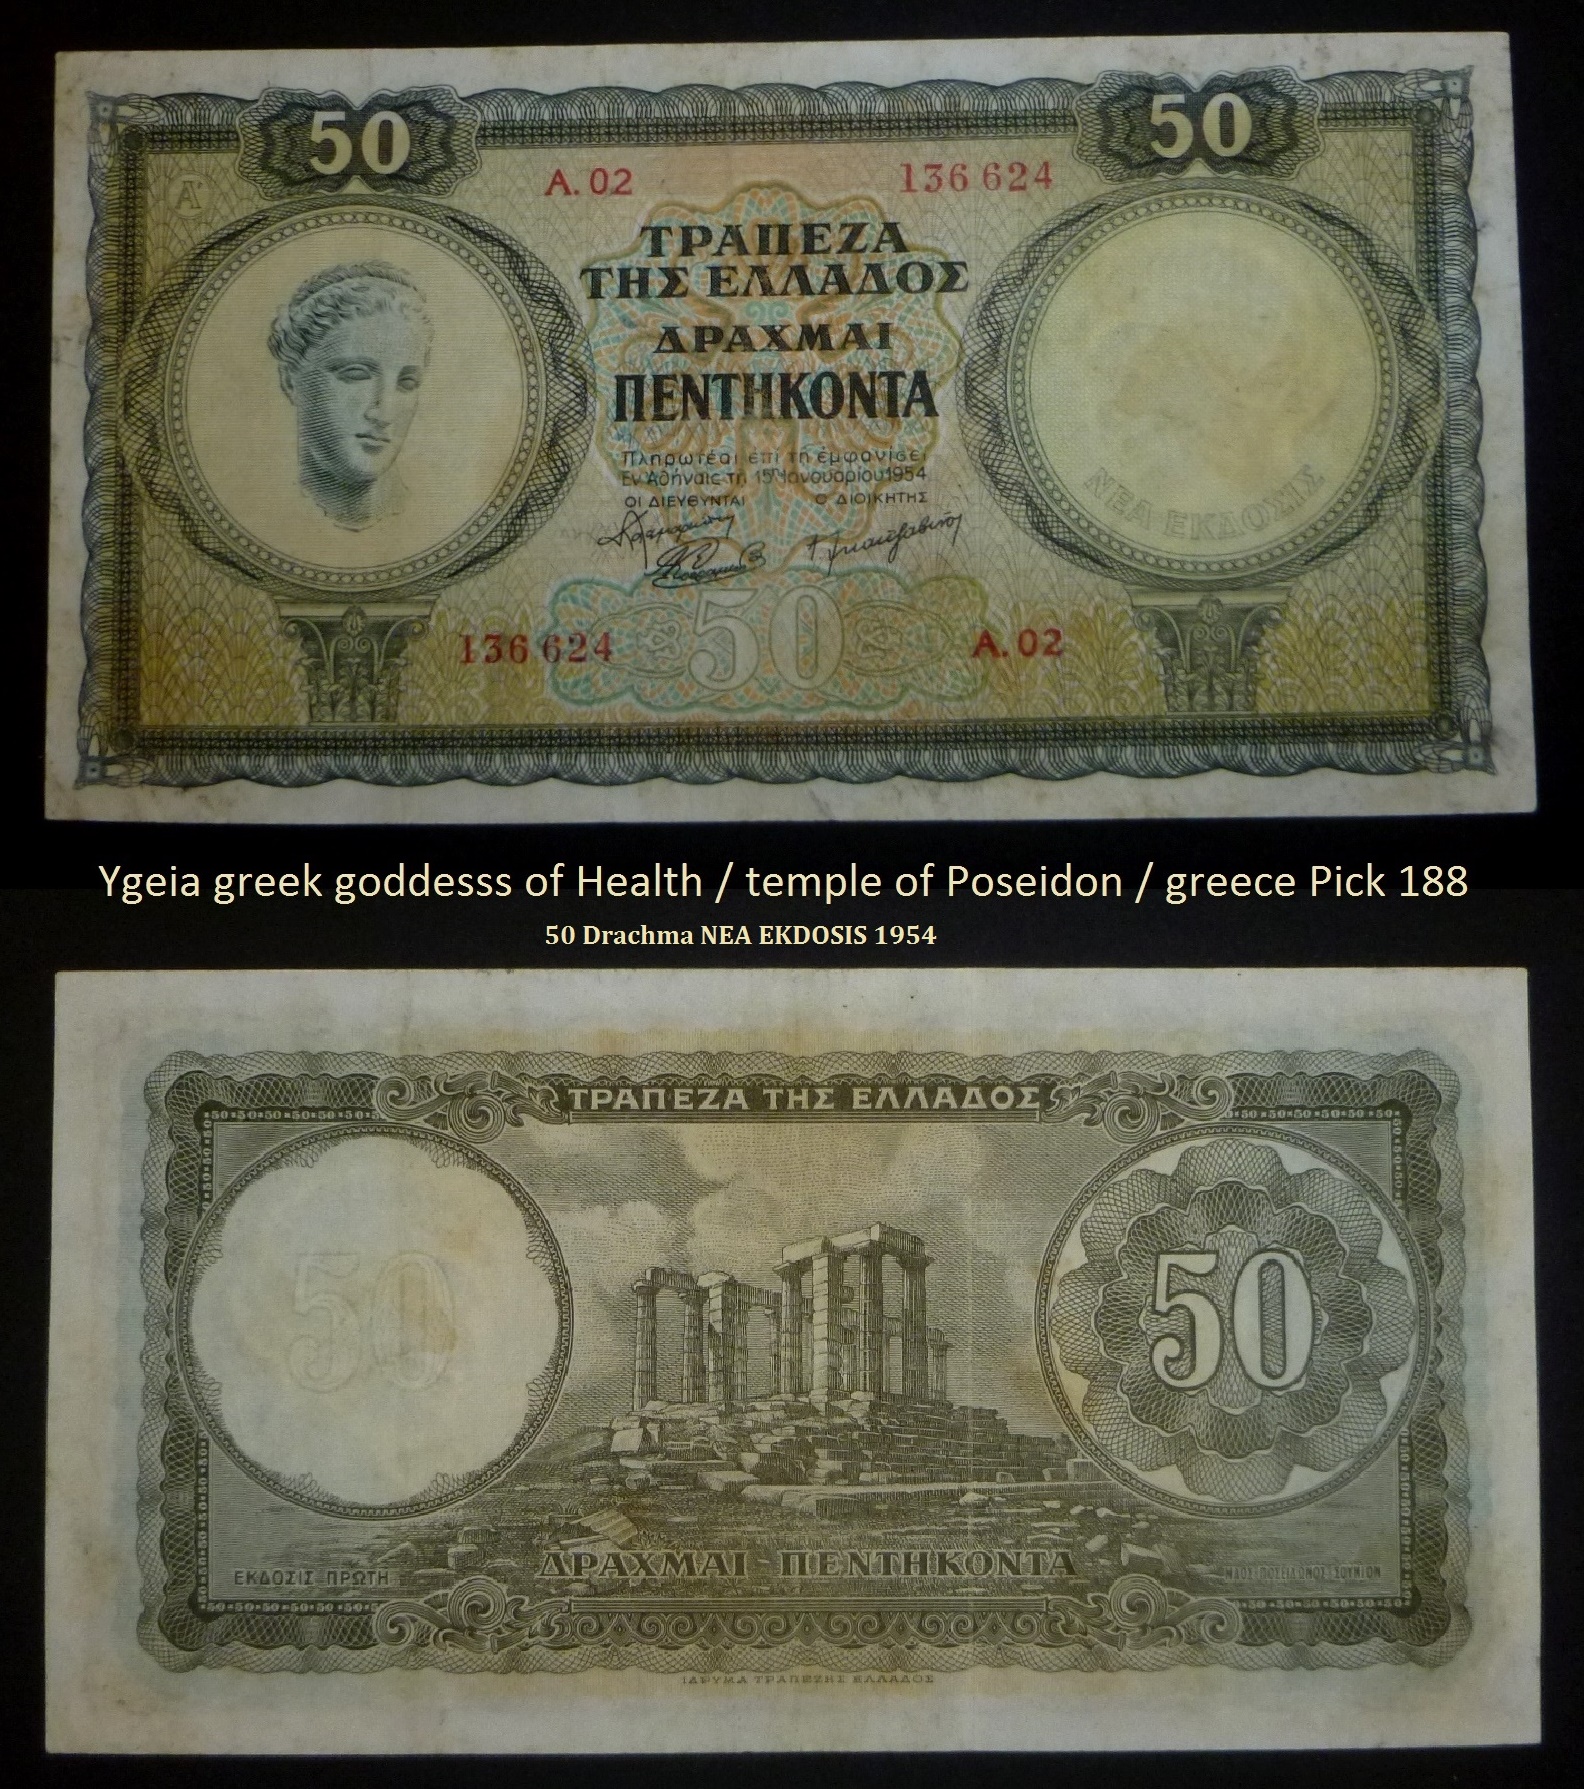 50
50
A. 02
136 624
Α'
ΤΡΑΠΕΖΑ
ΤΗΣ ΕΛΛΑΔΟΣ
ΔΡΑΧΜΑΙ
ΠΕΝΤΗΚΟΝΤΑ
Πληρωτέαι επί τη εμφανίσει
Εν Αθήναις τη 15η Ιανουαρίου 1954
ΟΙ ΔΙΕΥΘΥΝΤΑΙ Ο ΔΙΟΙΚΗΤΗΣ
ΝΕΑ ΕΚΔΟΣΙΣ
136 624
50
A. 02
Ygeia greek goddesss of Health / temple of Poseidon / greece Pick 188
50 Drachma NEA EKDOSIS 1954
ΤΡΑΠΕΖΑ ΤΗΣ ΕΛΛΑΔΟΣ
50
50
ΔΡΑΧΜΑΙ - ΠΕΝΤΗΚΟΝΤΑ
ΕΚΔΟΣΙΣ ΠΡΩΤΗ
ΝΑΟΣ ΠΟΣΕΙΔΩΝΟΣ ΣΟΥΝΙΟΝ
ΙΔΡΥΜΑ ΤΡΑΠΕΖΗΣ ΕΛΛΑΔΟΣ